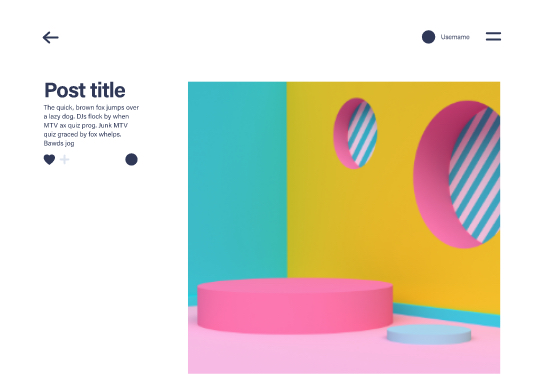 Username
Post title
The quick, brown fox jumps over
a lazy dog. DJs flock by when
MTV ax quiz prog. Junk MTV
quiz graced by fox whelps.
Bawds jog